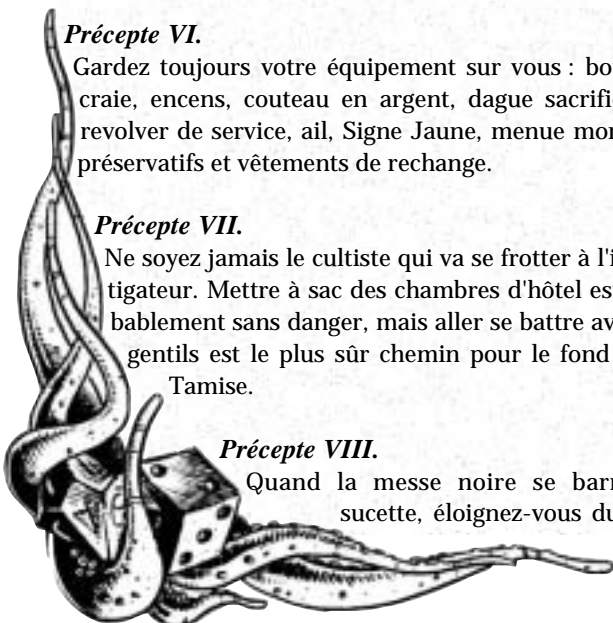 Précepte VI.
Gardez toujours votre équipement sur vous : bo
craie, encens, couteau en argent, dague sacrifi
revolver de service, ail, Signe Jaune, menue
préservatifs et vêtements de rechange.
Précepte VII.
Ne soyez jamais le cultiste qui va se frotter à l'i
tigateur. Mettre à sac des chambres d'hôtel es
bablement sans danger, mais aller se battre av
gentils est le plus sûr chemin pour le fond
Tamise.
Précepte VIII.
Quand la messe noire se bar
sucette, éloignez-vous du